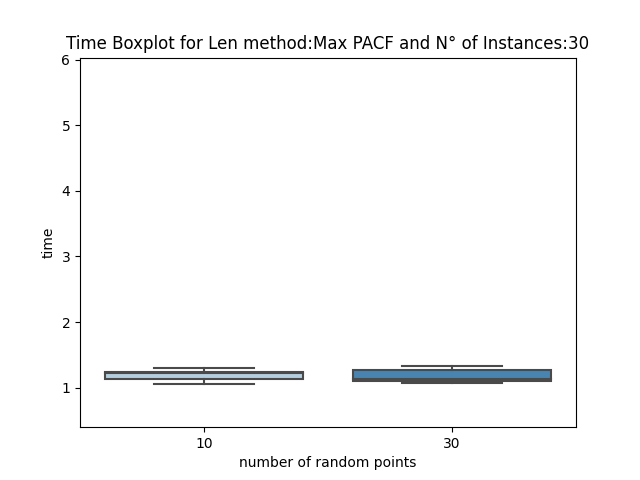 Time Boxplot for Len method:Max PACF and N° of Instances:30
6
5
4
3
2
1
time
10 30
number of random points